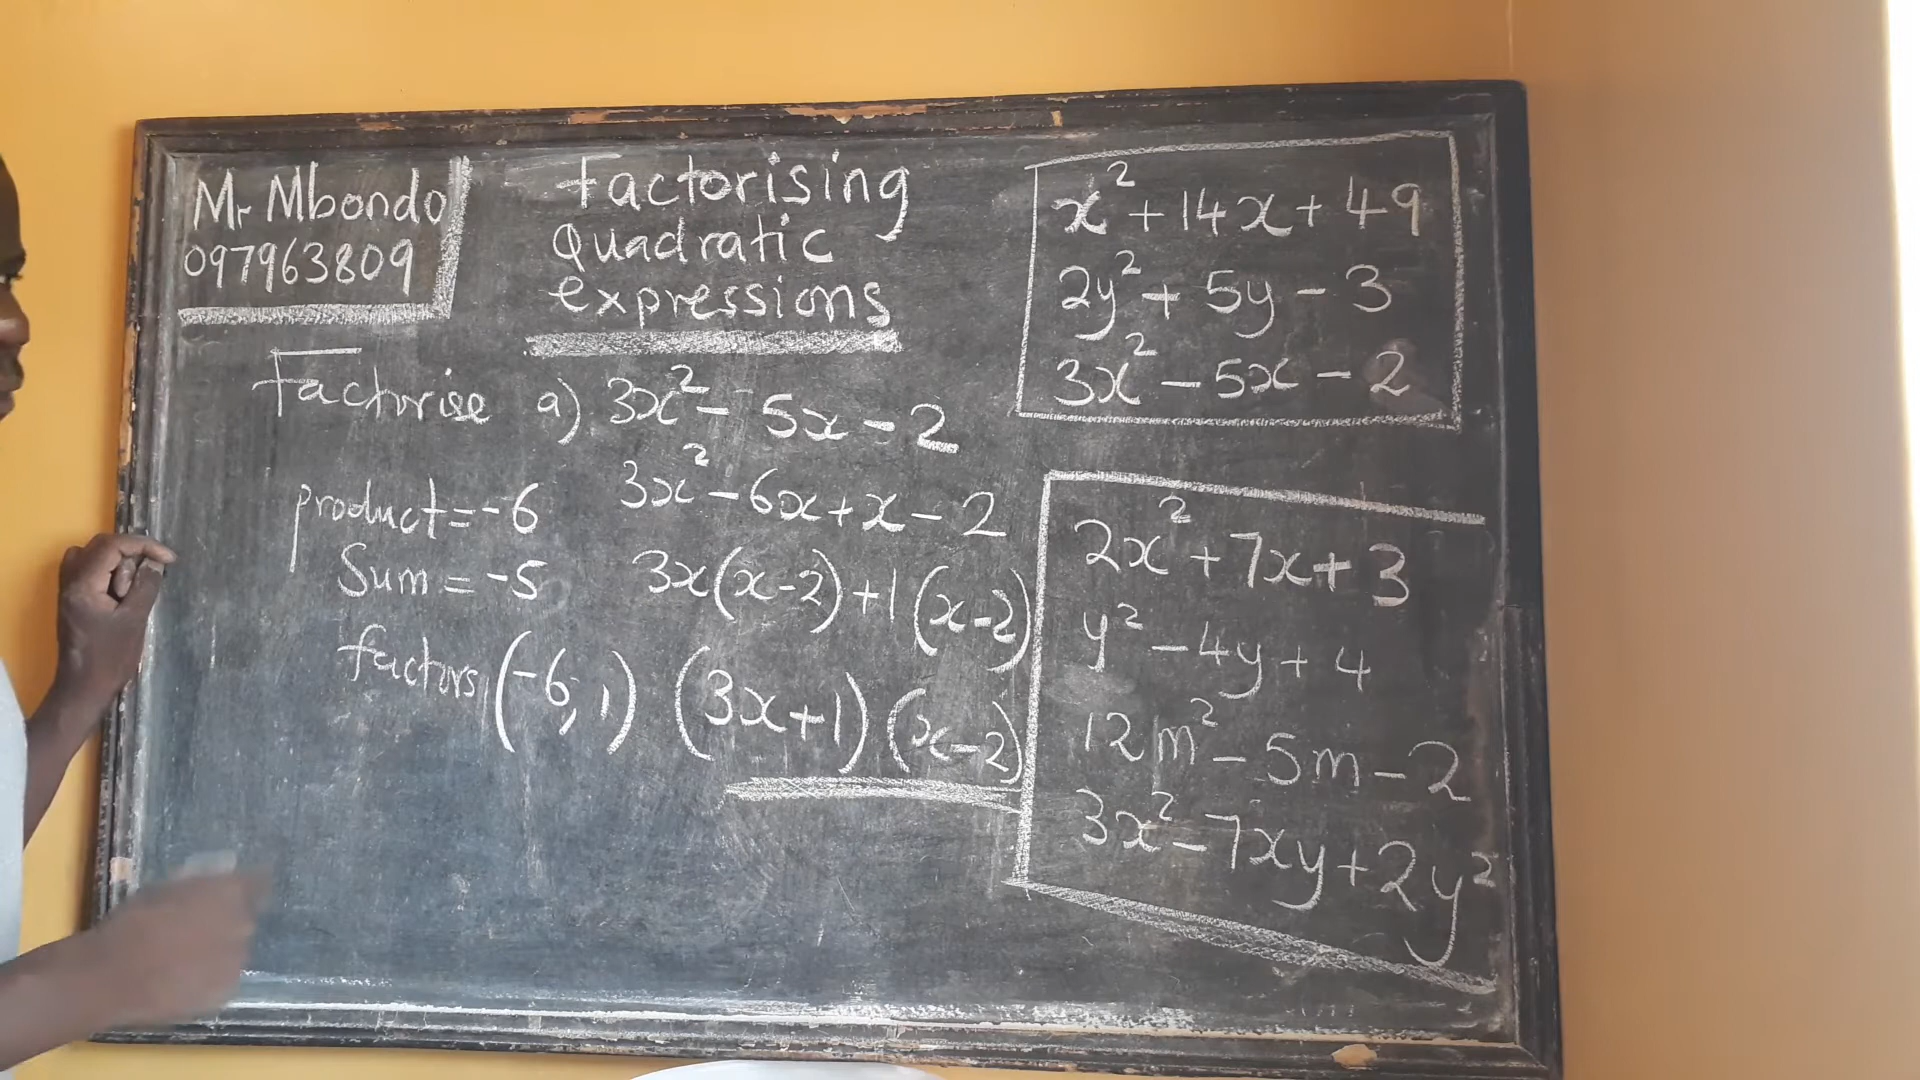 Mr Mbondo
097963809
Factorising
Quadratic
expressions
Factorise a) 3x² - 5x - 2
3x² - 6x + x - 2
product = -6
Sum = -5
3x(x-2) + 1(x-2)
factors (-6, 1)
(3x+1)(x-2)
x² + 14x + 49
2y² + 5y - 3
3x² - 5x - 2
2x² + 7x + 3
y² - 4y + 4
12m² - 5m - 2
3x² - 7xy + 2y²